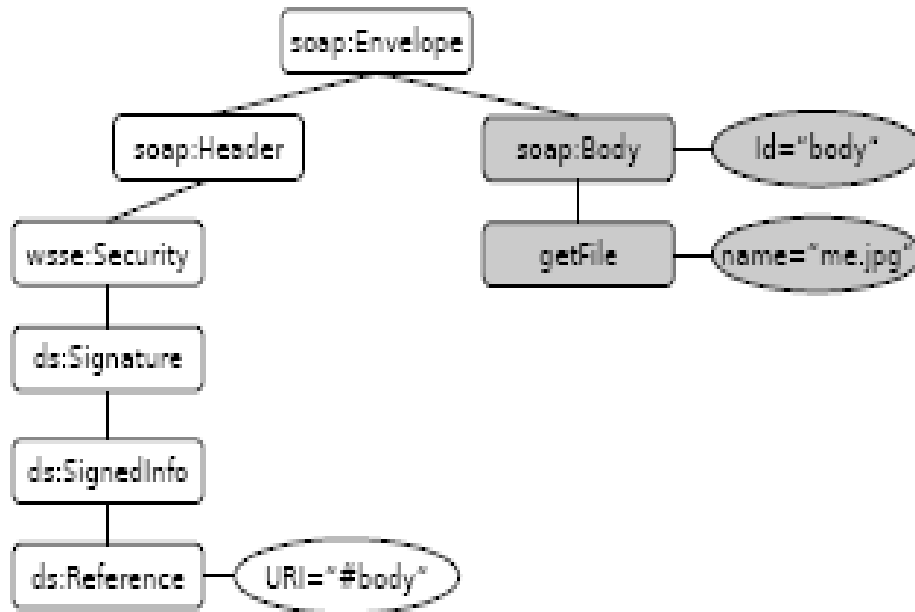 soap:Envelope
soap:Header
soap:Body
Id="body"
wsse:Security
getFile
name="me.jpg"
ds:Signature
ds:SignedInfo
ds:Reference
URI="#body"